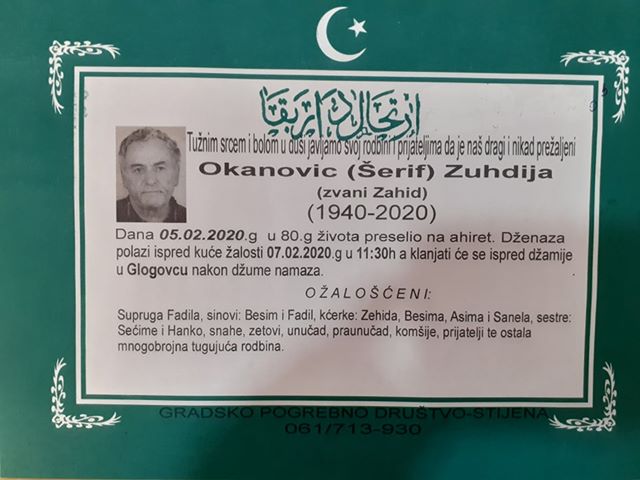 ارتحال دار بقا
Tužnim srcem i bolom u duši javljamo svoj rodbini i prijateljima da je naš dragi i nikad prežaljeni
Okanovic (Šerif) Zuhdija
(zvani Zahid)
(1940-2020)
Dana 05.02.2020.g u 80.g života preselio na ahiret. Dženaza
polazi ispred kuće žalosti 07.02.2020.g u 11:30h a klanjati će se ispred džamije
u Glogovcu nakon džume namaza.
OŽALOŠĆENI:
Supruga Fadila, sinovi: Besim i Fadil, kćerke: Zehida, Besima, Asima i Sanela, sestre:
Sećime i Hanko, snahe, zetovi, unučad, praunučad, komšije, prijatelji te ostala
mnogobrojna tugujuća rodbina.
GRADSKO POGREBNO DRUŠTVO-STIJENA
061/713-930